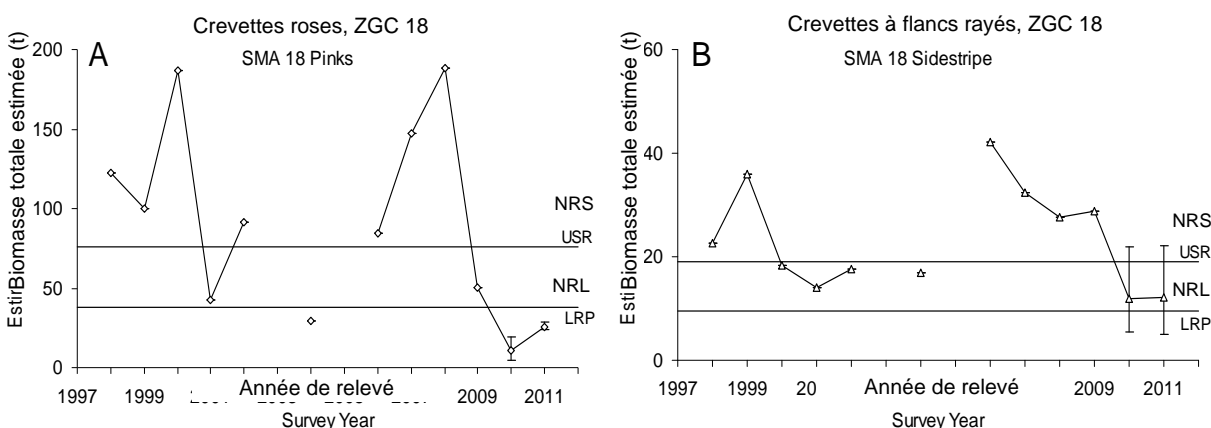 Crevettes roses, ZGC 18
A
SMA 18 Pinks
EstirBiomasse totale estimée (t)
200
150
100
50
0
NRS
USR
NRL
LRP
1997 1999 2009 2011
Année de relevé
Survey Year
Crevettes à flancs rayés, ZGC 18
B
SMA 18 Sidestripe
EstiBiomasse totale estimée (t)
60
40
20
0
NRS
USR
NRL
LRP
1997 1999 20 2009 2011
Année de relevé
Survey Year